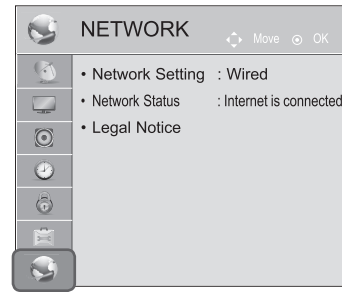 NETWORK Move OK
• Network Setting : Wired
• Network Status : Internet is connected
• Legal Notice